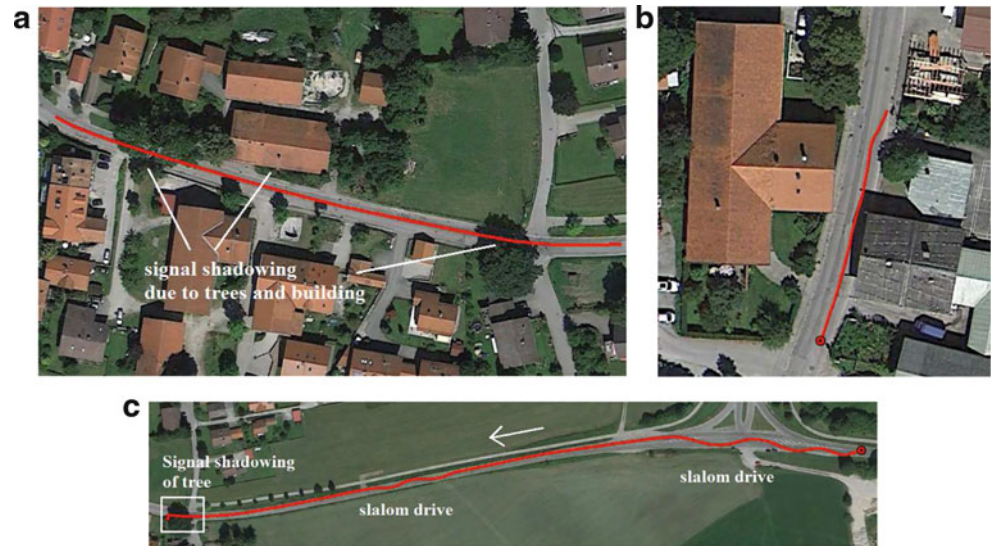 a
b
signal shadowing
due to trees and building
c
Signal shadowing
of tree
slalom drive
slalom drive